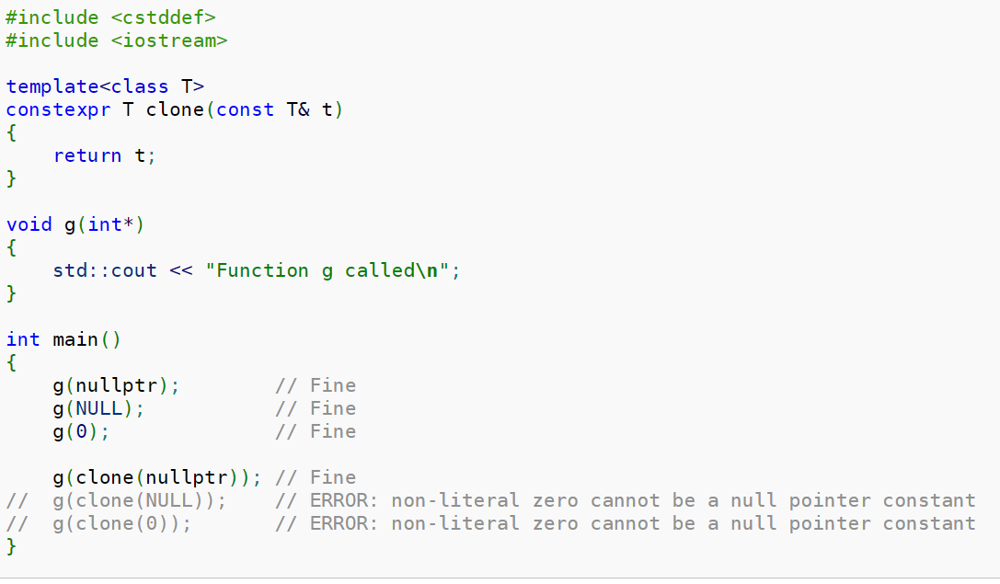 #include <cstddef>
#include <iostream>

template<class T>
constexpr T clone(const T& t)
{
    return t;
}

void g(int*)
{
    std::cout << "Function g called\n";
}

int main()
{
    g(nullptr);        // Fine
    g(NULL);           // Fine
    g(0);              // Fine

    g(clone(nullptr)); // Fine
//  g(clone(NULL));    // ERROR: non-literal zero cannot be a null pointer constant
//  g(clone(0));       // ERROR: non-literal zero cannot be a null pointer constant
}